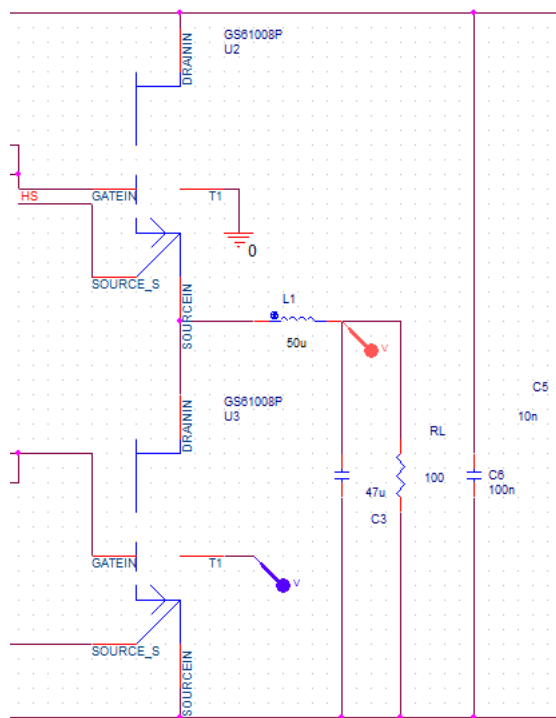 GS61008P
U2
DRAININ
HS
GATEIN
T1
0
SOURCE_S
SOURCEIN
L1
50u
V
GS61008P
U3
DRAININ
C5
10n
RL
100
C6
100n
47u
C3
GATEIN
T1
V
SOURCE_S
SOURCEIN